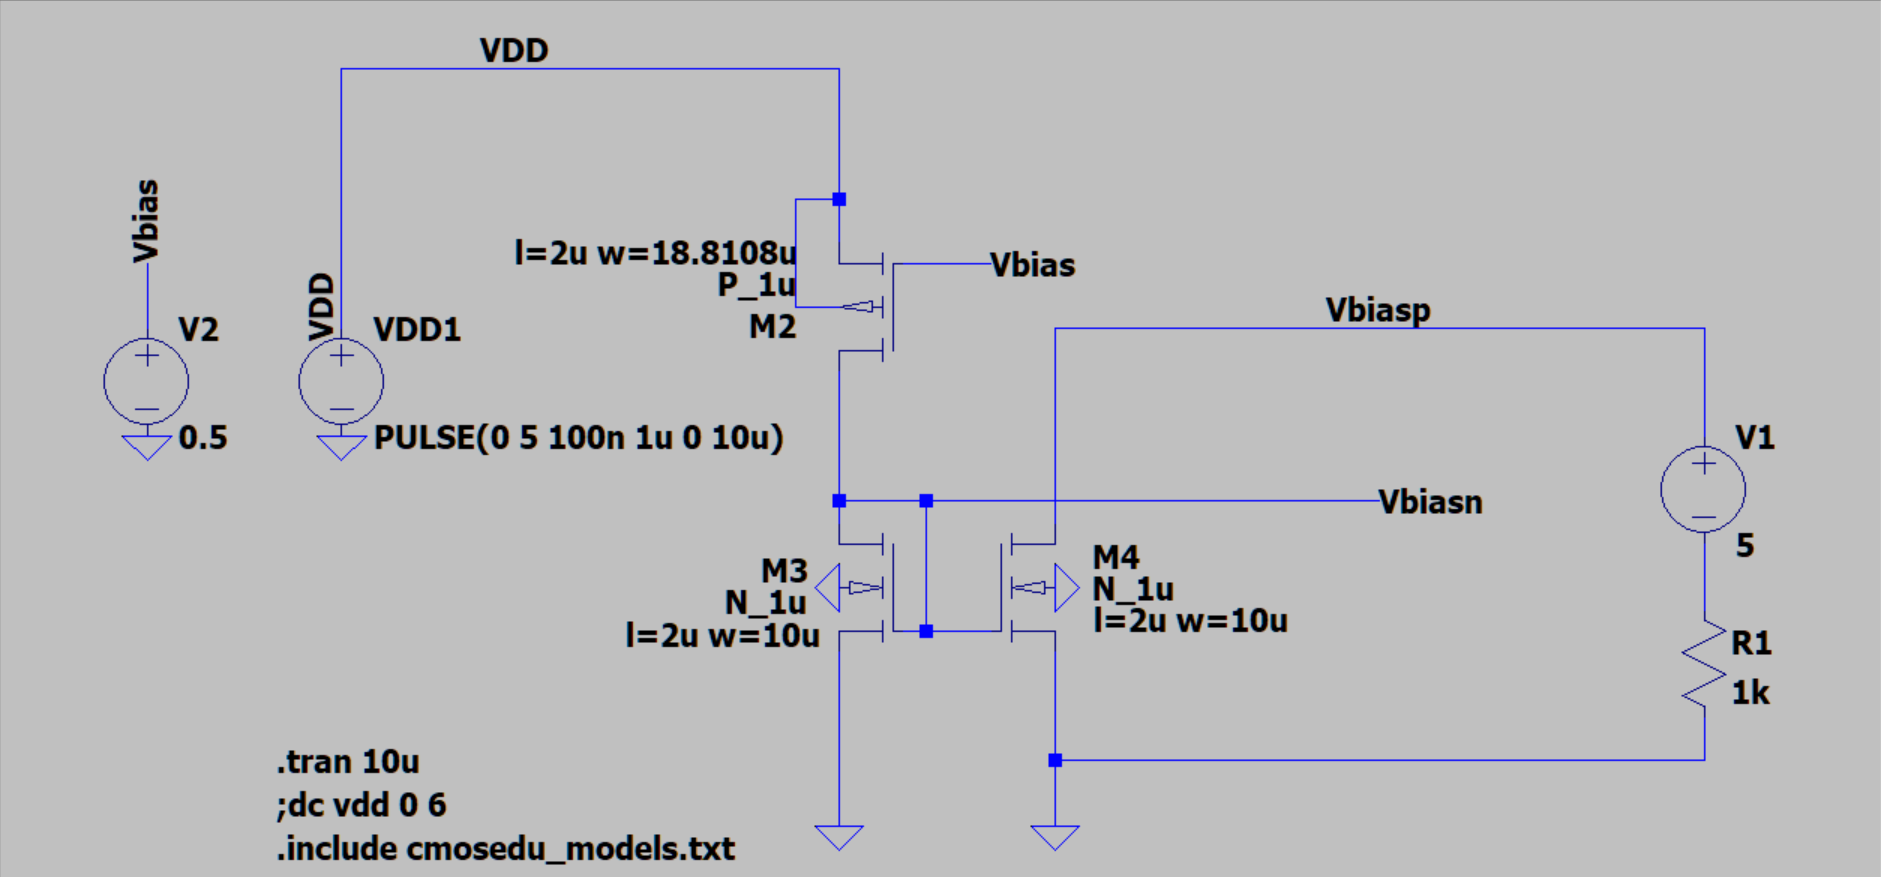 VDD
Vbias
V2
0.5
VDD
VDD1
PULSE(0 5 100n 1u 0 10u)
l=2u w=18.8108u
P_1u
M2
Vbias
Vbiasp
Vbiasn
M3
N_1u
l=2u w=10u
M4
N_1u
l=2u w=10u
V1
5
R1
1k
.tran 10u
;dc vdd 0 6
.include cmosedu_models.txt